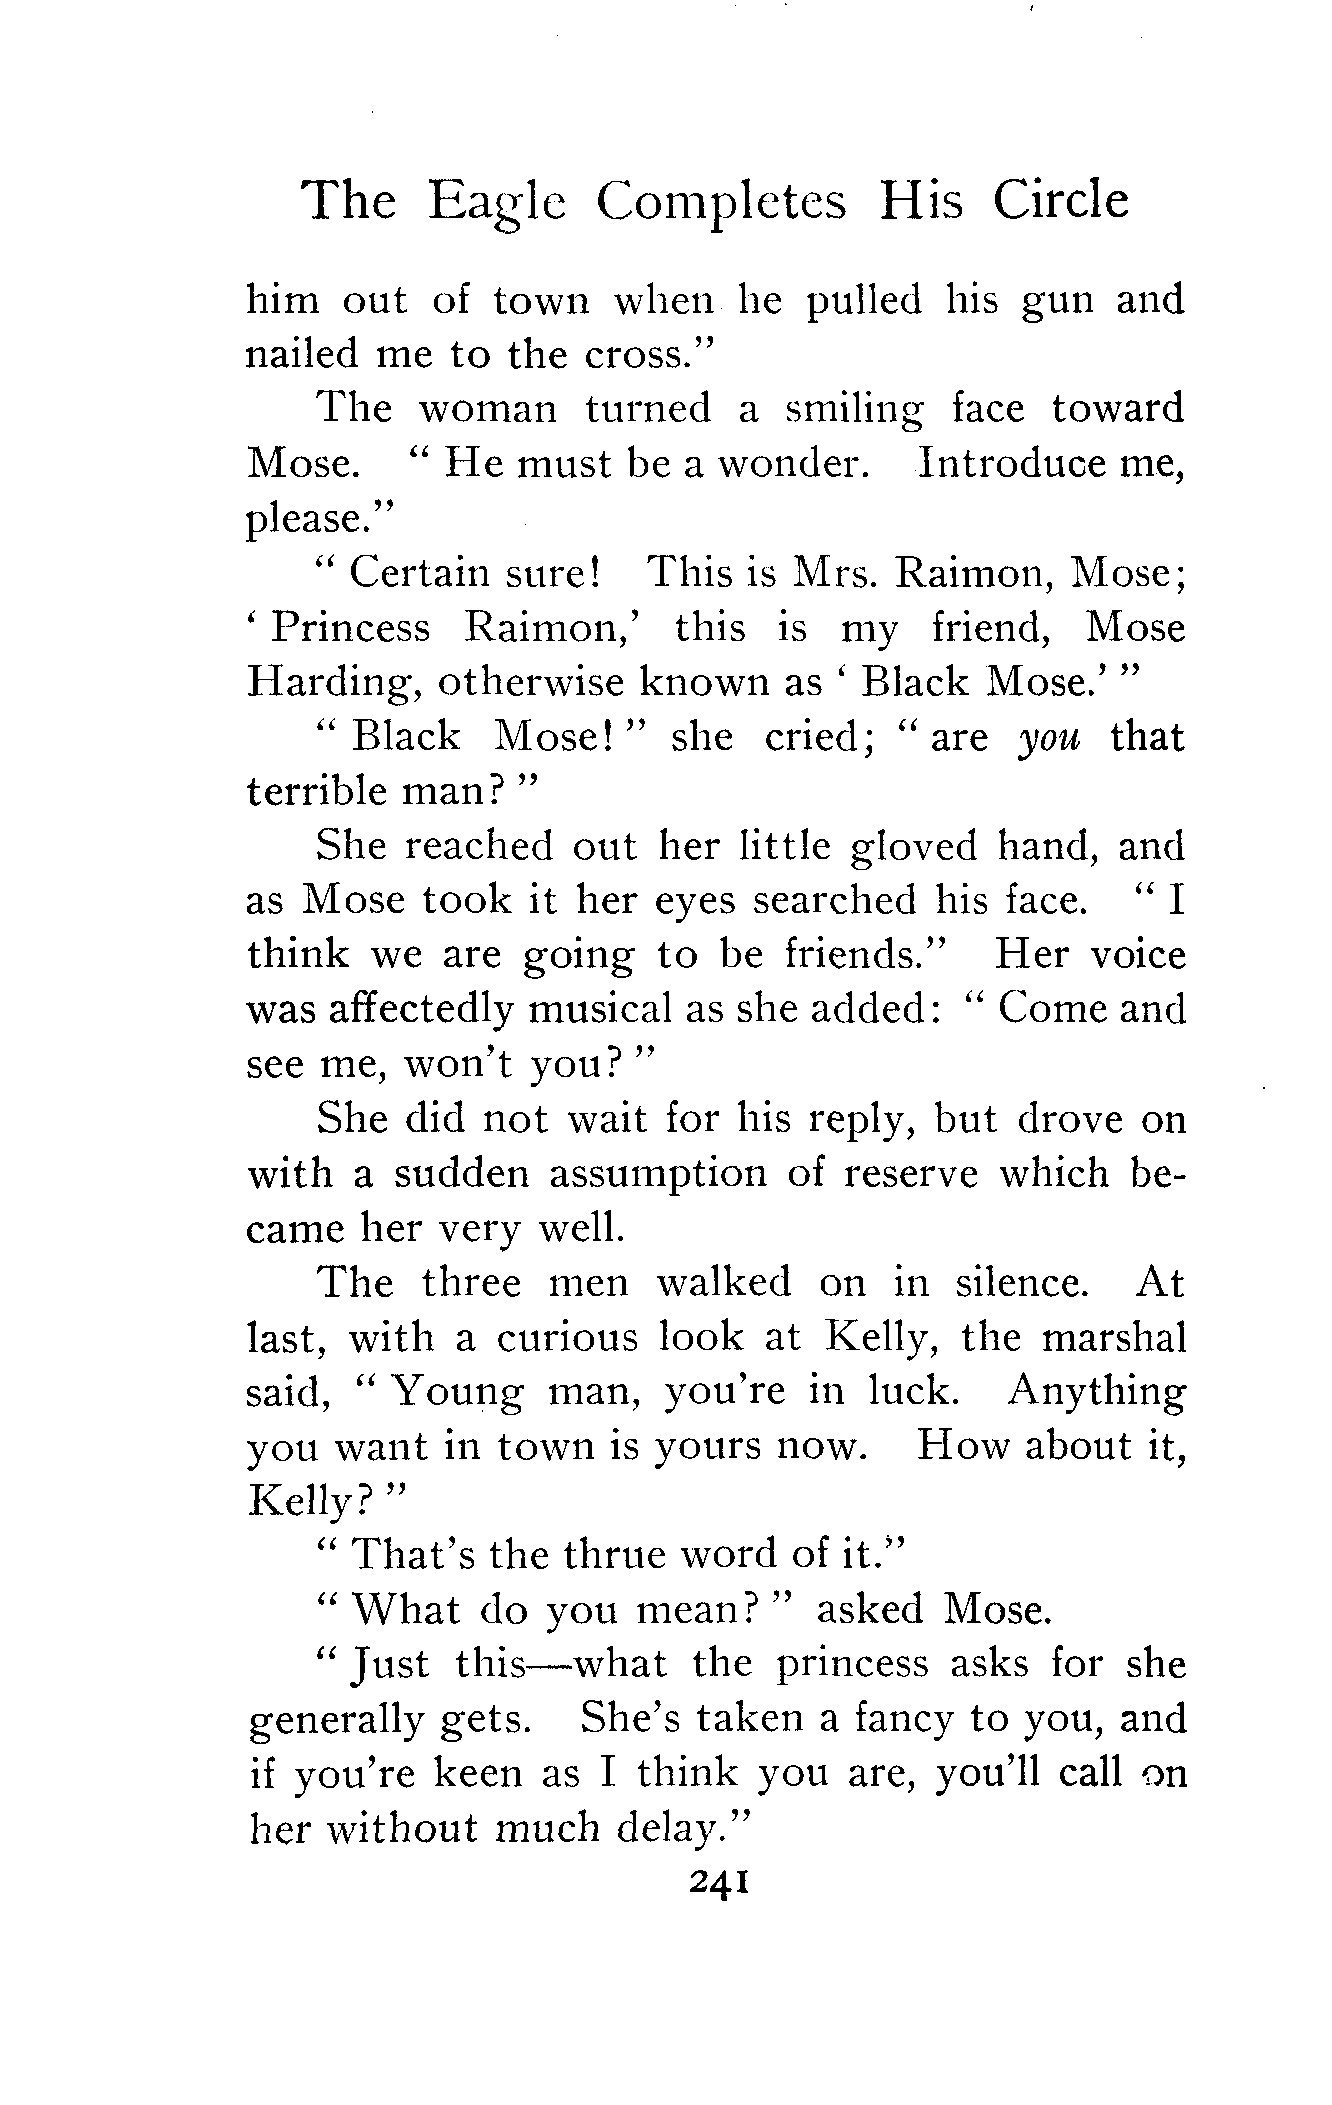 The Eagle Completes His Circle
him out of town when he pulled his gun and
nailed me to the cross.”
The woman turned a smiling face toward
Mose. “ He must be a wonder. Introduce me,
please.”
“ Certain sure! This is Mrs. Raimon, Mose;
‘ Princess Raimon,’ this is my friend, Mose
Harding, otherwise known as ‘ Black Mose.’ ”
“ Black Mose! ” she cried; “ are you that
terrible man? ”
She reached out her little gloved hand, and
as Mose took it her eyes searched his face. “ I
think we are going to be friends.” Her voice
was affectedly musical as she added: “ Come and
see me, won’t you? ”
She did not wait for his reply, but drove on
with a sudden assumption of reserve which be-
came her very well.
The three men walked on in silence. At
last, with a curious look at Kelly, the marshal
said, “ Young man, you’re in luck. Anything
you want in town is yours now. How about it,
Kelly? ”
“ That’s the thrue word of it.”
“ What do you mean? ” asked Mose.
“ Just this—what the princess asks for she
generally gets. She’s taken a fancy to you, and
if you’re keen as I think you are, you’ll call on
her without much delay.”
241